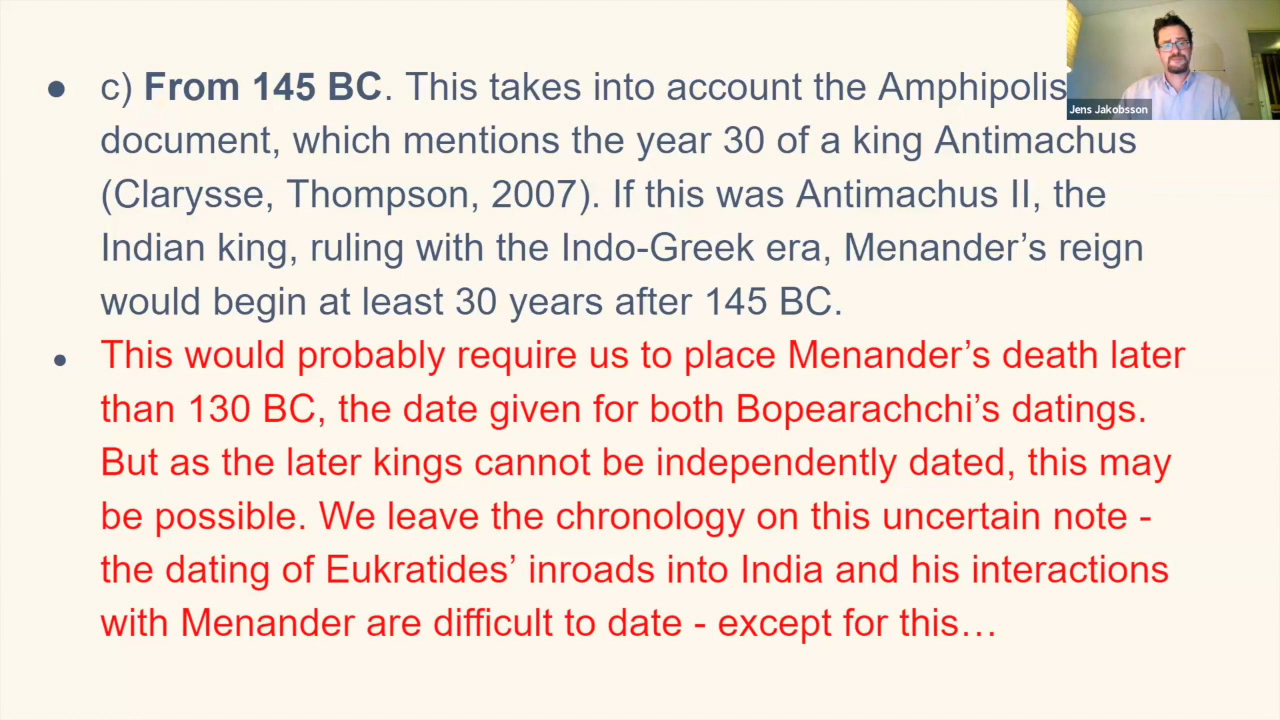 ● c) From 145 BC. This takes into account the Amphipolis
Jens Jakobsson
document, which mentions the year 30 of a king Antimachus
(Clarysse, Thompson, 2007). If this was Antimachus II, the
Indian king, ruling with the Indo-Greek era, Menander’s reign
would begin at least 30 years after 145 BC.
● This would probably require us to place Menander’s death later
than 130 BC, the date given for both Bopearachchi’s datings.
But as the later kings cannot be independently dated, this may
be possible. We leave the chronology on this uncertain note -
the dating of Eukratides’ inroads into India and his interactions
with Menander are difficult to date - except for this…